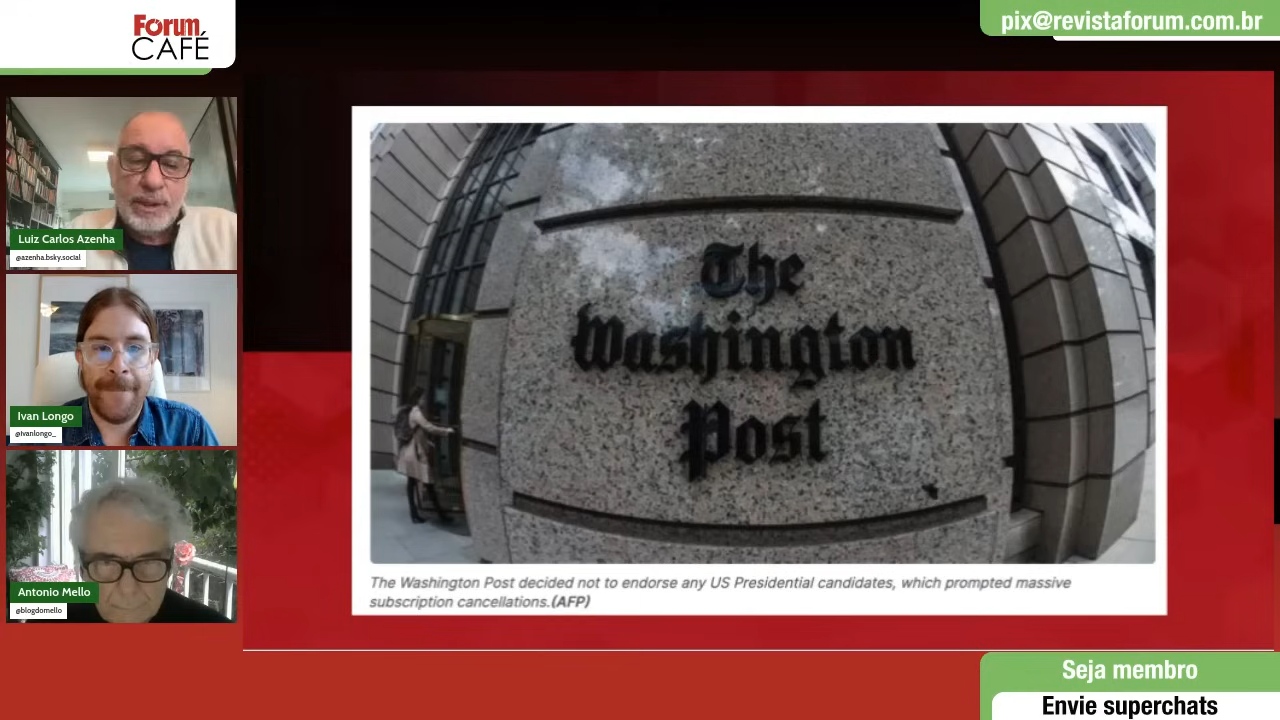 Forum
CAFÉ
pix@revistaforum.com.br
Luiz Carlos Azenha
@azenha.bsky.social
Ivan Longo
@ivanlongo_
Antonio Mello
@blogdomello
The
Washington
Post
The Washington Post decided not to endorse any US Presidential candidates, which prompted massive
subscription cancellations.(AFP)
Seja membro
Envie superchats